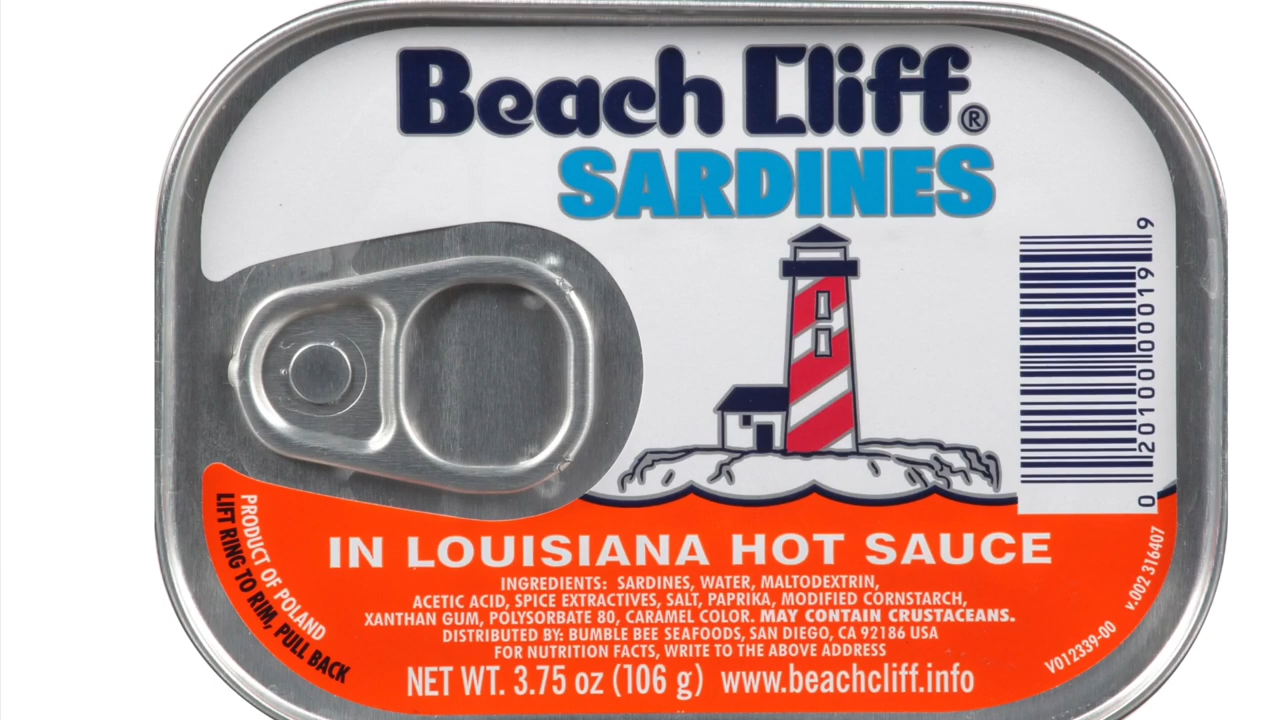 Beach Cliff®
SARDINES
0 20100 00019 9
IN LOUISIANA HOT SAUCE
INGREDIENTS: SARDINES, WATER, MALTODEXTRIN,
ACETIC ACID, SPICE EXTRACTIVES, SALT, PAPRIKA, MODIFIED CORNSTARCH,
XANTHAN GUM, POLYSORBATE 80, CARAMEL COLOR. MAY CONTAIN CRUSTACEANS.
DISTRIBUTED BY: BUMBLE BEE SEAFOODS, SAN DIEGO, CA 92186 USA
FOR NUTRITION FACTS, WRITE TO THE ABOVE ADDRESS
NET WT. 3.75 oz (106 g) www.beachcliff.info
PRODUCT OF POLAND
LIFT RING TO RIM, PULL BACK
V012339-00
v.002 316407